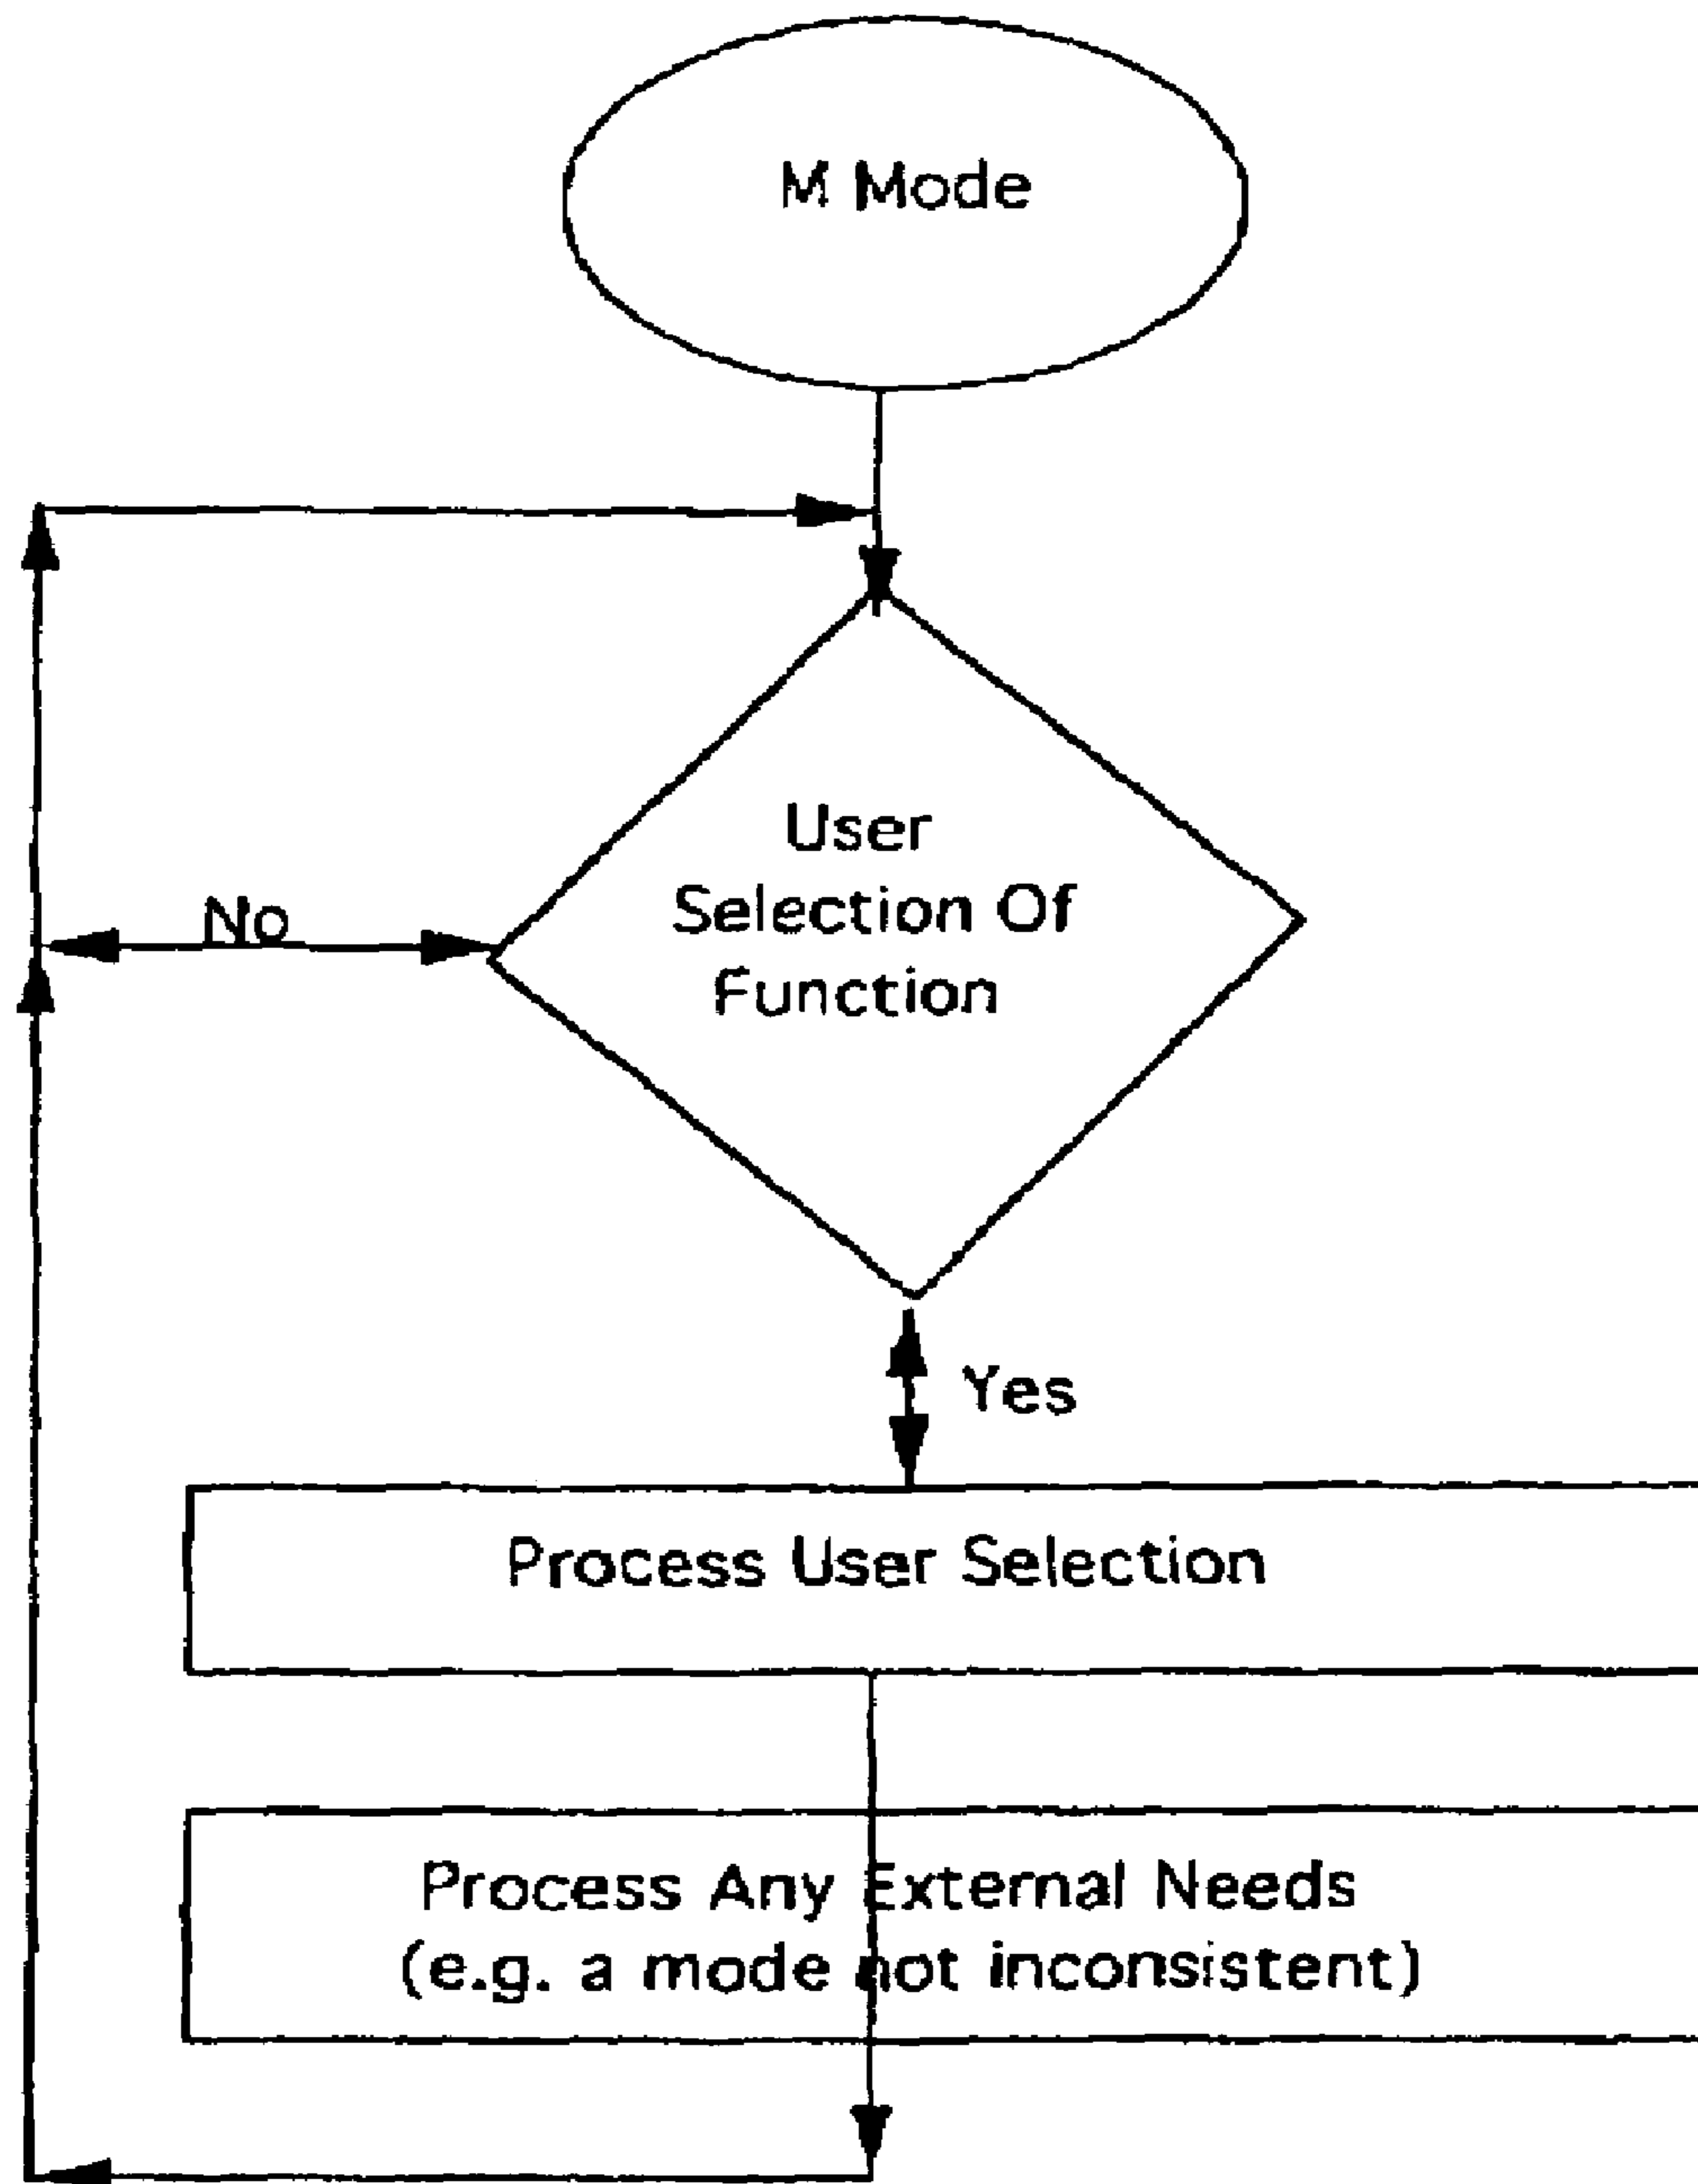 M Mode
User
Selection Of
Function
No
Yes
Process User Selection
Process Any External Needs
(e.g. a mode not inconsistent)